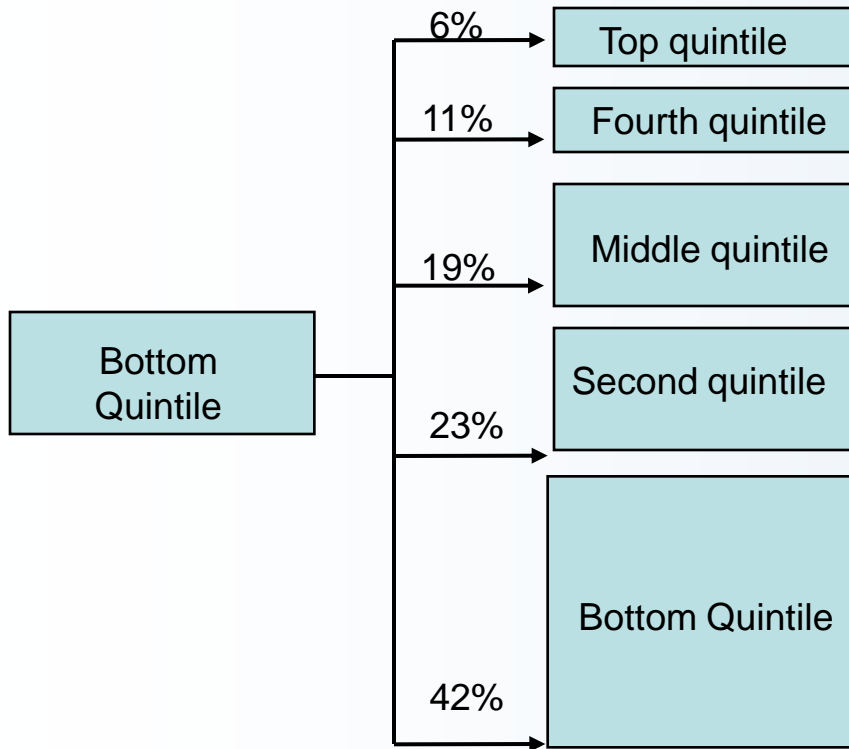 6%
Top quintile
11%
Fourth quintile
19%
Middle quintile
Bottom
Quintile
Second quintile
23%
Bottom Quintile
42%